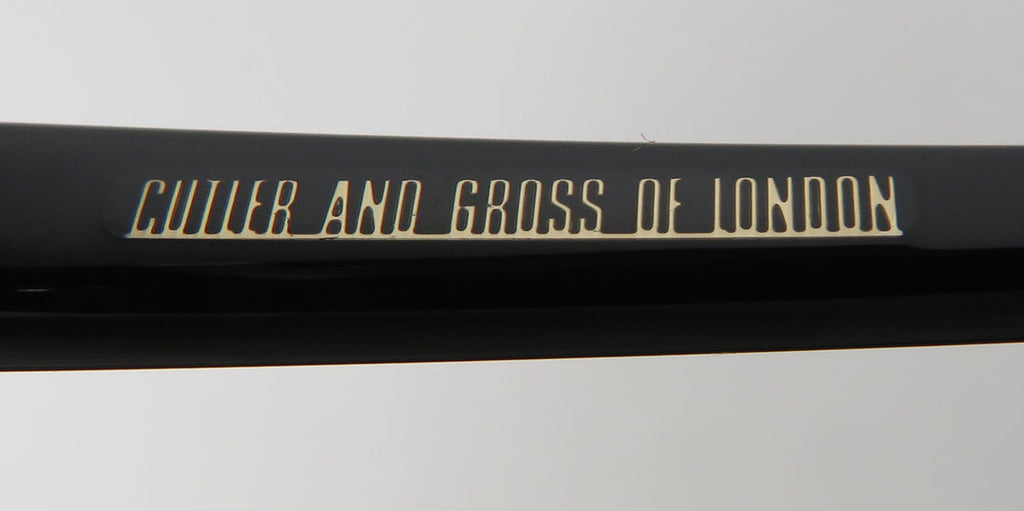 CUTLER AND GROSS OF LONDON